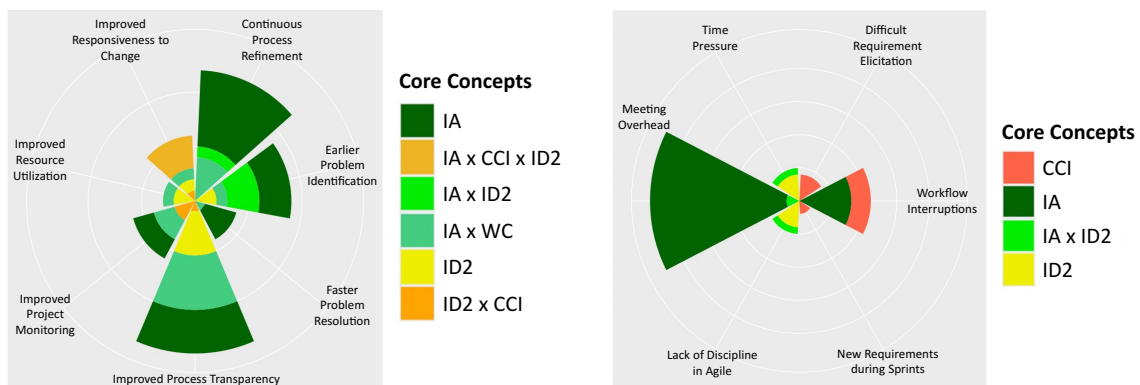 Improved
Responsiveness to
Change
Continuous
Process
Refinement
Improved
Resource
Utilization
Earlier
Problem
Identification
Improved
Project
Monitoring
Faster
Problem
Resolution
Improved Process Transparency
Core Concepts
IA
IA x CCI x ID2
IA x ID2
IA x WC
ID2
ID2 x CCI
Time
Pressure
Difficult
Requirement
Elicitation
Meeting
Overhead
Workflow
Interruptions
Lack of Discipline
in Agile
New Requirements
during Sprints
Core Concepts
CCI
IA
IA x ID2
ID2